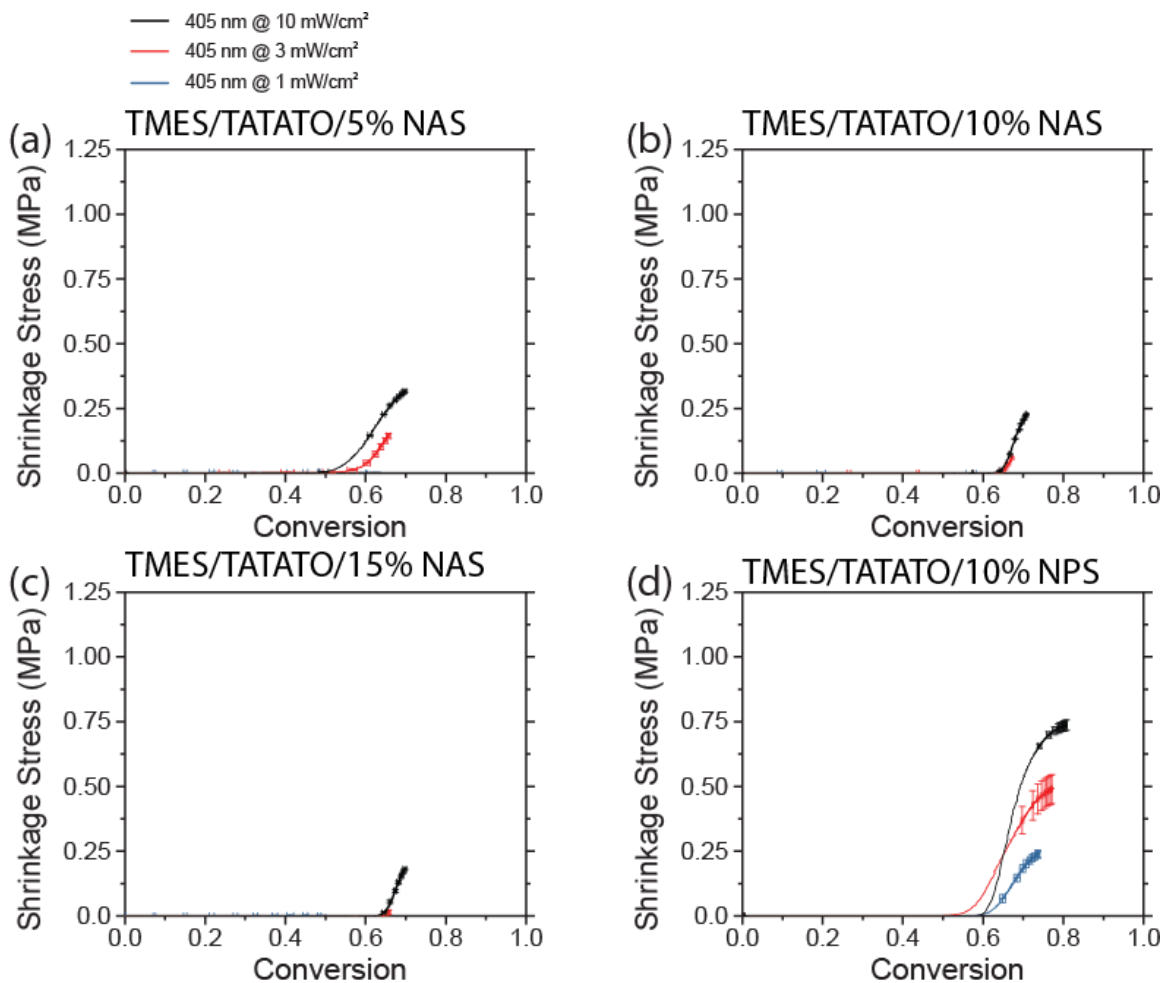 405 nm @ 10 mW/cm²
405 nm @ 3 mW/cm²
405 nm @ 1 mW/cm²
(a) TMES/TATATO/5% NAS
Shrinkage Stress (MPa)
1.25
1.00
0.75
0.50
0.25
0.0
0.0 0.2 0.4 0.6 0.8 1.0
Conversion
(b) TMES/TATATO/10% NAS
Shrinkage Stress (MPa)
1.25
1.00
0.75
0.50
0.25
0.0
0.0 0.2 0.4 0.6 0.8 1.0
Conversion
(c) TMES/TATATO/15% NAS
Shrinkage Stress (MPa)
1.25
1.00
0.75
0.50
0.25
0.0
0.0 0.2 0.4 0.6 0.8 1.0
Conversion
(d) TMES/TATATO/10% NPS
Shrinkage Stress (MPa)
1.25
1.00
0.75
0.50
0.25
0.0
0.0 0.2 0.4 0.6 0.8 1.0
Conversion